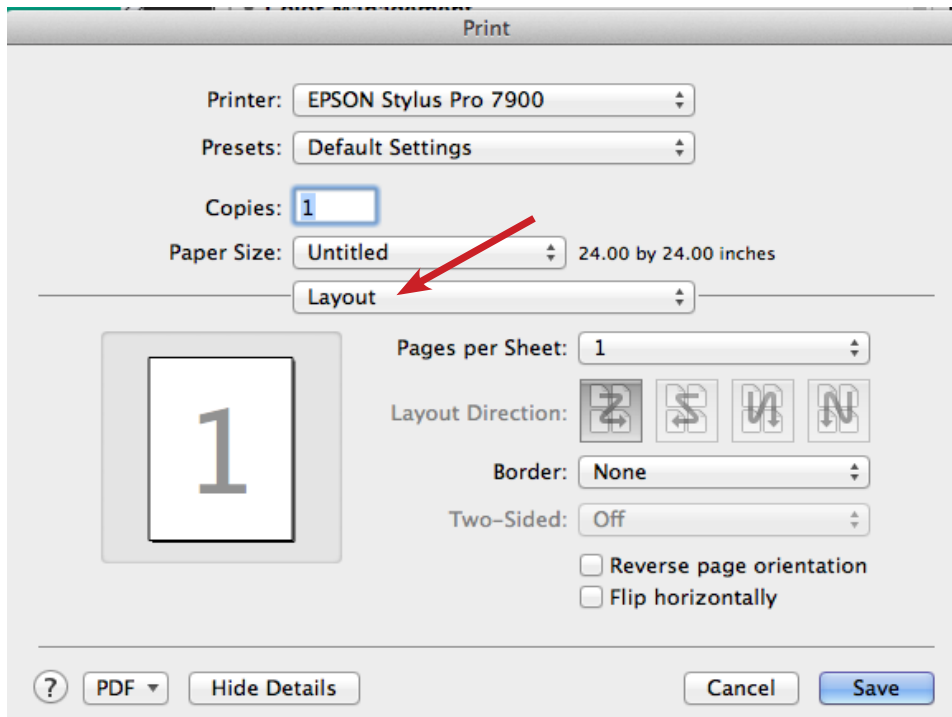 Color Management
Print
Printer: EPSON Stylus Pro 7900
Presets: Default Settings
Copies: 1
Paper Size: Untitled 24.00 by 24.00 inches
Layout
Pages per Sheet: 1
1
Layout Direction:
Border: None
Two-Sided: Off
Reverse page orientation
Flip horizontally
? PDF Hide Details Cancel Save